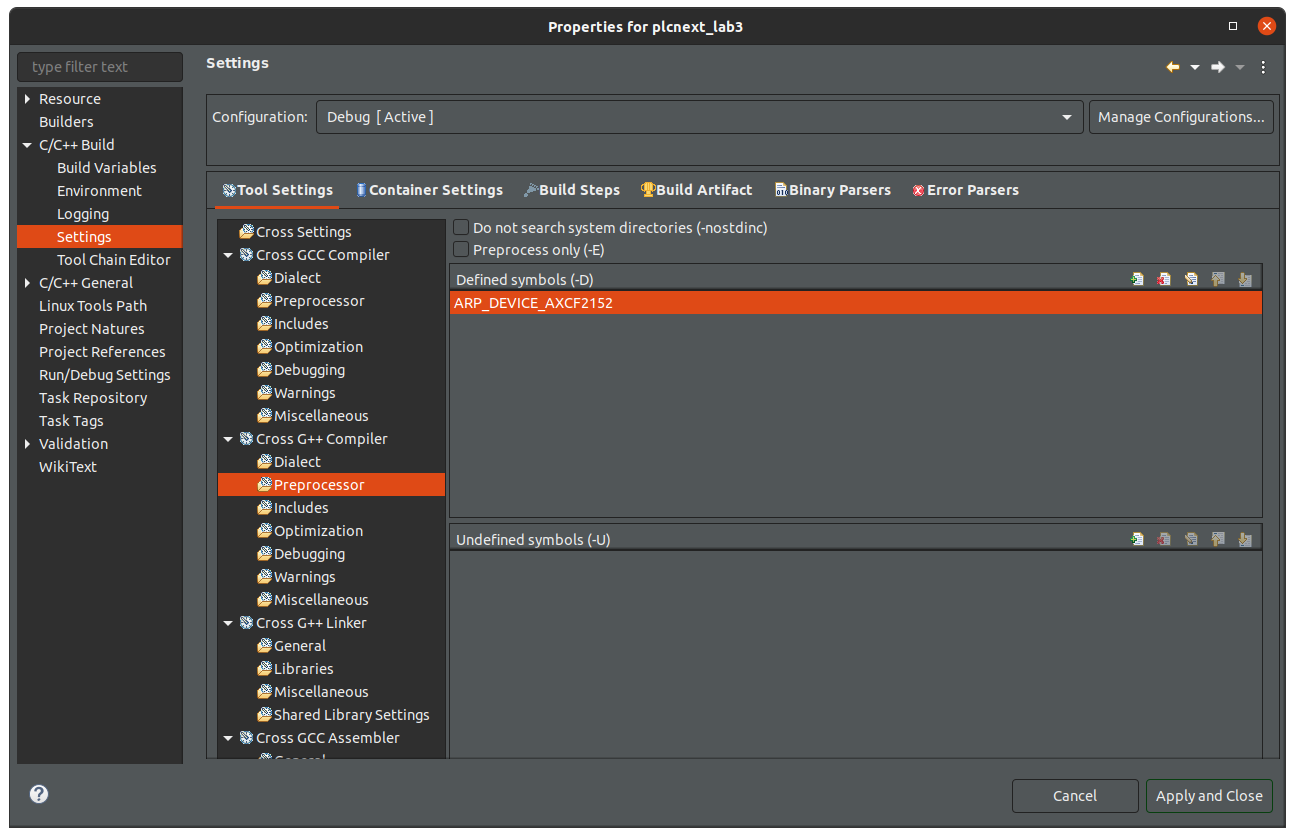 Properties for plcnext_lab3
type filter text
Resource
Builders
C/C++ Build
Build Variables
Environment
Logging
Settings
Tool Chain Editor
C/C++ General
Linux Tools Path
Project Natures
Project References
Run/Debug Settings
Task Repository
Task Tags
Validation
WikiText
Settings
Configuration: Debug [ Active ] Manage Configurations...
Tool Settings Container Settings Build Steps Build Artifact Binary Parsers Error Parsers
Cross Settings
Cross GCC Compiler
Dialect
Preprocessor
Includes
Optimization
Debugging
Warnings
Miscellaneous
Cross G++ Compiler
Dialect
Preprocessor
Includes
Optimization
Debugging
Warnings
Miscellaneous
Cross G++ Linker
General
Libraries
Miscellaneous
Shared Library Settings
Cross GCC Assembler
General
Do not search system directories (-nostdinc)
Preprocess only (-E)
Defined symbols (-D)
ARP_DEVICE_AXCF2152
Undefined symbols (-U)
Cancel Apply and Close